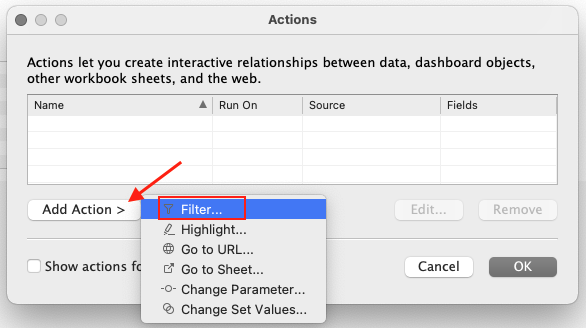 Actions
Actions let you create interactive relationships between data, dashboard objects,
other workbook sheets, and the web.
Name Run On Source Fields
Add Action > Edit... Remove
Filter...
Highlight...
Go to URL...
Show actions fo Go to Sheet... Cancel OK
Change Parameter...
Change Set Values...